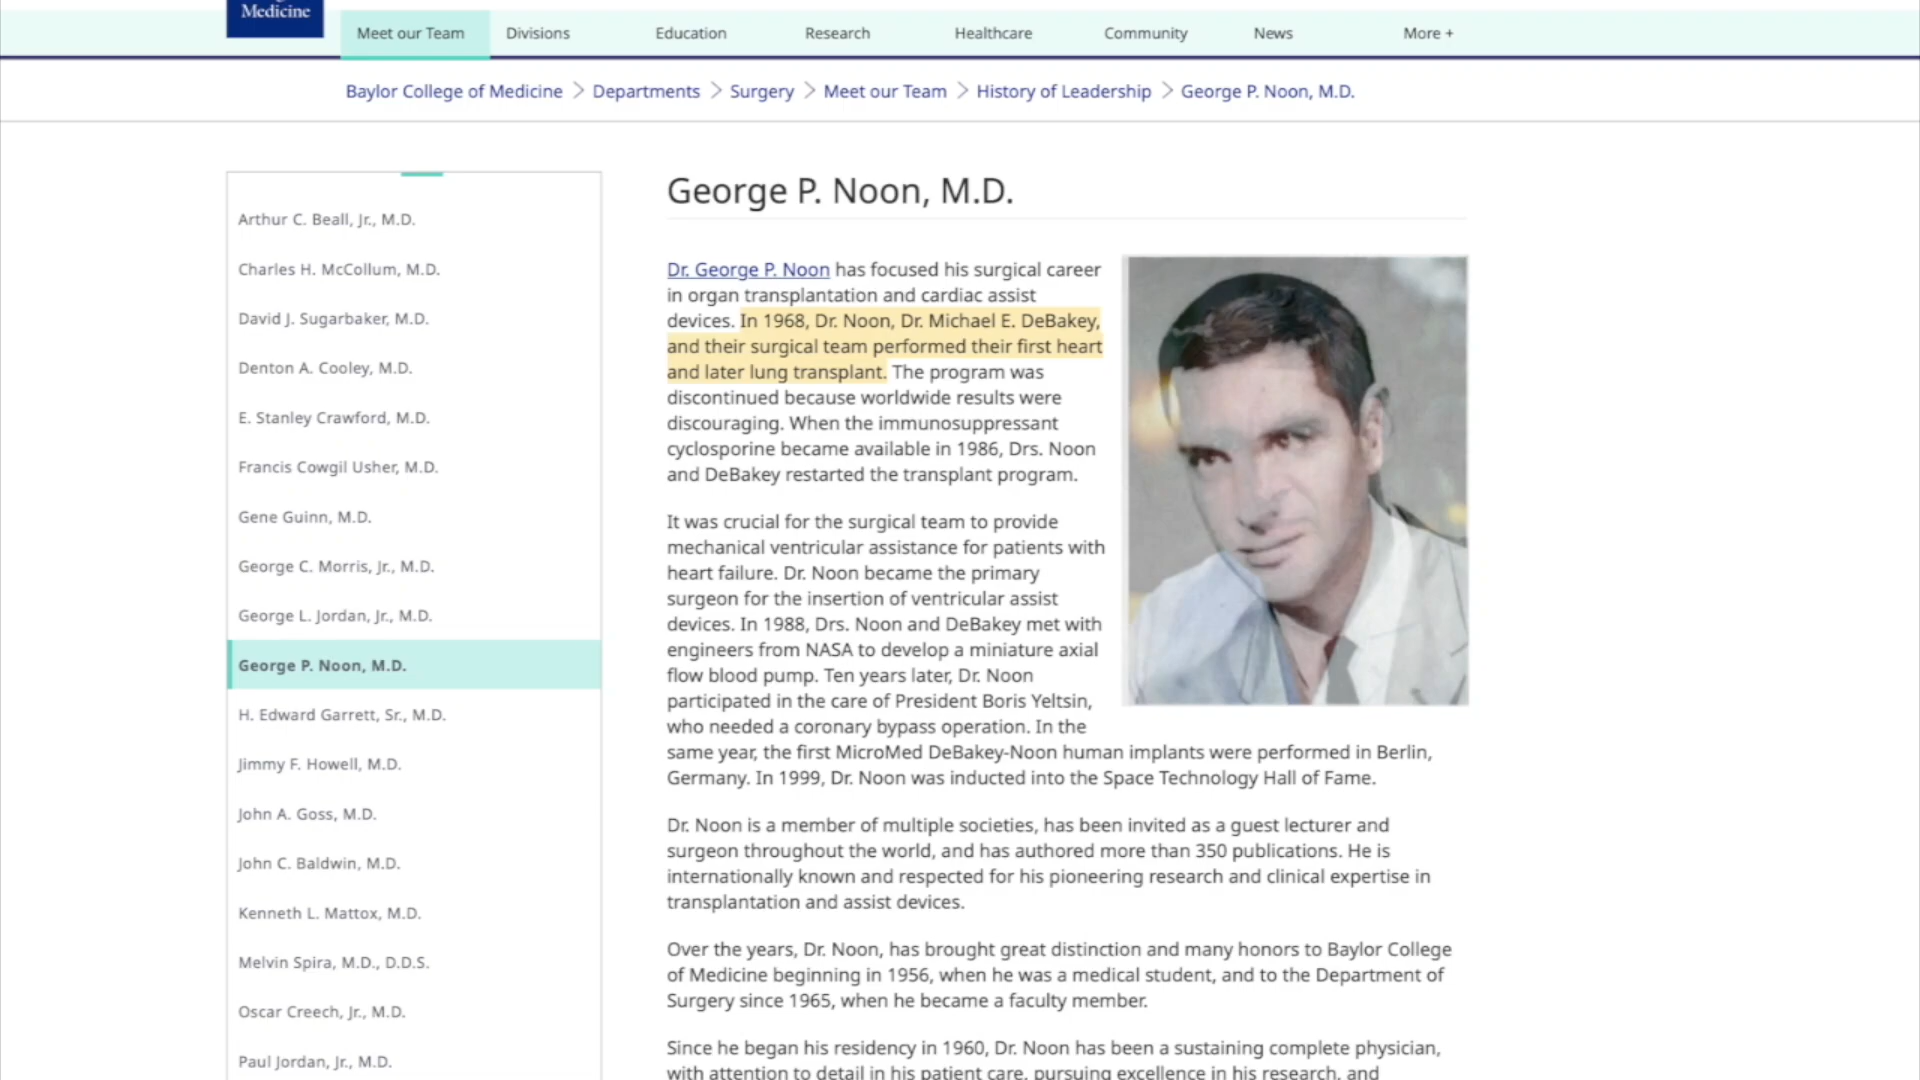 Medicine
Meet our Team
Divisions
Education
Research
Healthcare
Community
News
More +
Baylor College of Medicine > Departments > Surgery > Meet our Team > History of Leadership > George P. Noon, M.D.
Arthur C. Beall, Jr., M.D.
Charles H. McCollum, M.D.
David J. Sugarbaker, M.D.
Denton A. Cooley, M.D.
E. Stanley Crawford, M.D.
Francis Cowgil Usher, M.D.
Gene Guinn, M.D.
George C. Morris, Jr., M.D.
George L. Jordan, Jr., M.D.
George P. Noon, M.D.
H. Edward Garrett, Sr., M.D.
Jimmy F. Howell, M.D.
John A. Goss, M.D.
John C. Baldwin, M.D.
Kenneth L. Mattox, M.D.
Melvin Spira, M.D., D.D.S.
Oscar Creech, Jr., M.D.
Paul Jordan, Jr., M.D.
George P. Noon, M.D.
Dr. George P. Noon has focused his surgical career
in organ transplantation and cardiac assist
devices. In 1968, Dr. Noon, Dr. Michael E. DeBakey,
and their surgical team performed their first heart
and later lung transplant. The program was
discontinued because worldwide results were
discouraging. When the immunosuppressant
cyclosporine became available in 1986, Drs. Noon
and DeBakey restarted the transplant program.
It was crucial for the surgical team to provide
mechanical ventricular assistance for patients with
heart failure. Dr. Noon became the primary
surgeon for the insertion of ventricular assist
devices. In 1988, Drs. Noon and DeBakey met with
engineers from NASA to develop a miniature axial
flow blood pump. Ten years later, Dr. Noon
participated in the care of President Boris Yeltsin,
who needed a coronary bypass operation. In the
same year, the first MicroMed DeBakey-Noon human implants were performed in Berlin,
Germany. In 1999, Dr. Noon was inducted into the Space Technology Hall of Fame.
Dr. Noon is a member of multiple societies, has been invited as a guest lecturer and
surgeon throughout the world, and has authored more than 350 publications. He is
internationally known and respected for his pioneering research and clinical expertise in
transplantation and assist devices.
Over the years, Dr. Noon, has brought great distinction and many honors to Baylor College
of Medicine beginning in 1956, when he was a medical student, and to the Department of
Surgery since 1965, when he became a faculty member.
Since he began his residency in 1960, Dr. Noon has been a sustaining complete physician,
with attention to detail in his patient care, pursuing excellence in his research, and